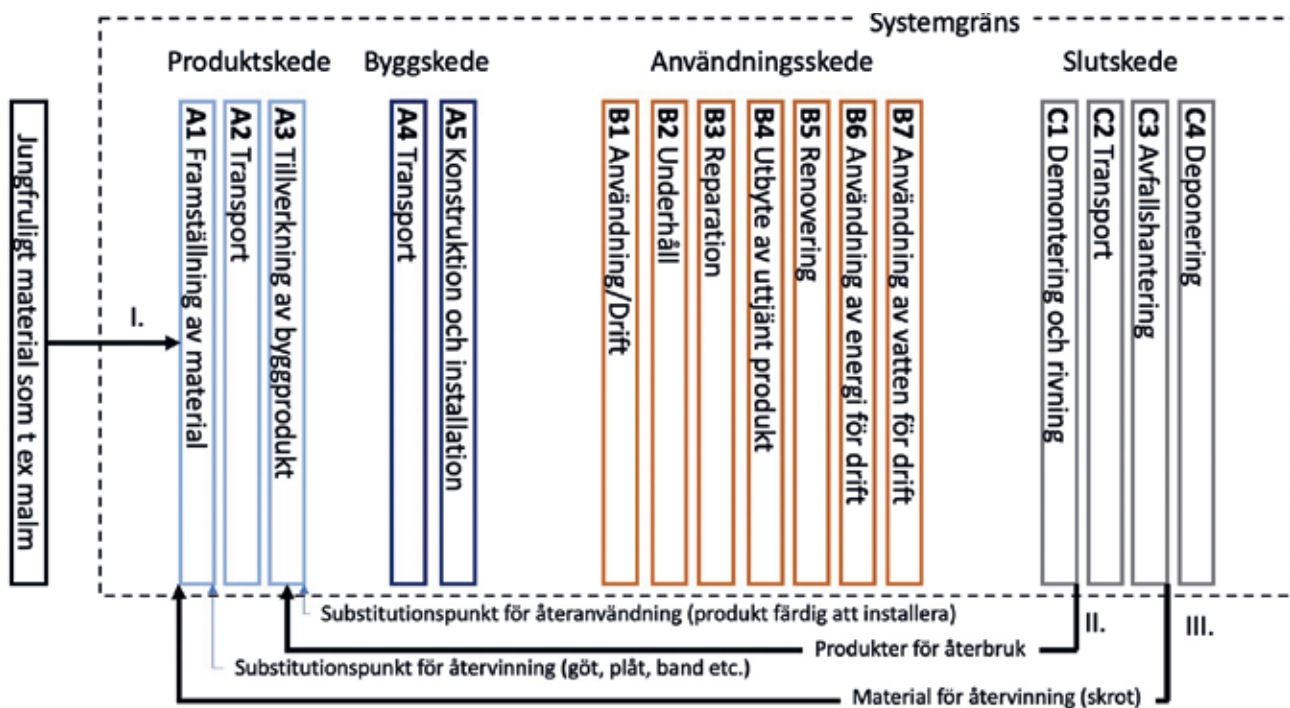 Systemgräns
Produktskede
Byggskede
Användningsskede
Slutskede
Jungfruligt material som t ex malm
I.
A1 Framställning av material
A2 Transport
A3 Tillverkning av byggprodukt
A4 Transport
A5 Konstruktion och installation
B1 Användning/Drift
B2 Underhåll
B3 Reparation
B4 Utbyte av uttjänt produkt
B5 Renovering
B6 Användning av energi för drift
B7 Användning av vatten för drift
C1 Demontering och rivning
C2 Transport
C3 Avfallshantering
C4 Deponering
Substitutionspunkt för återanvändning (produkt färdig att installera)
II.
III.
Produkter för återbruk
Substitutionspunkt för återvinning (göt, plåt, band etc.)
Material för återvinning (skrot)